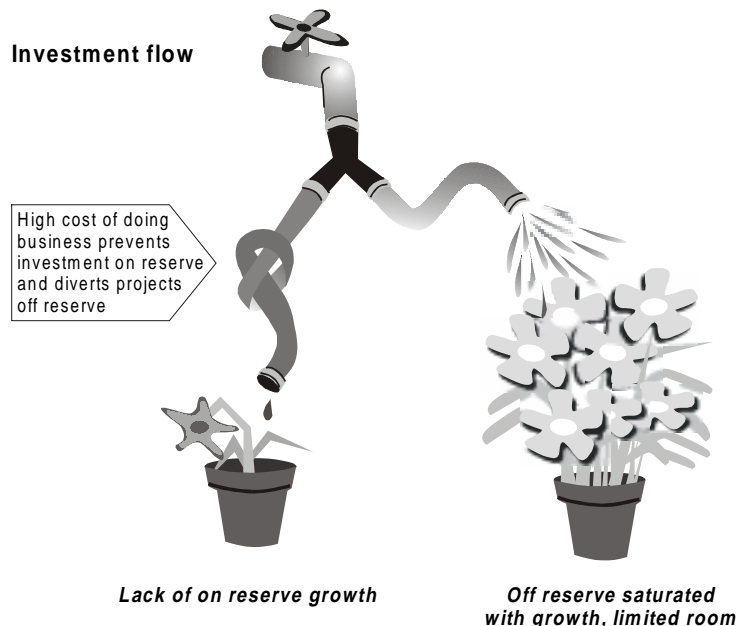 Investment flow
High cost of doing
business prevents
investment on reserve
and diverts projects
off reserve
Lack of on reserve growth
Off reserve saturated
with growth, limited room